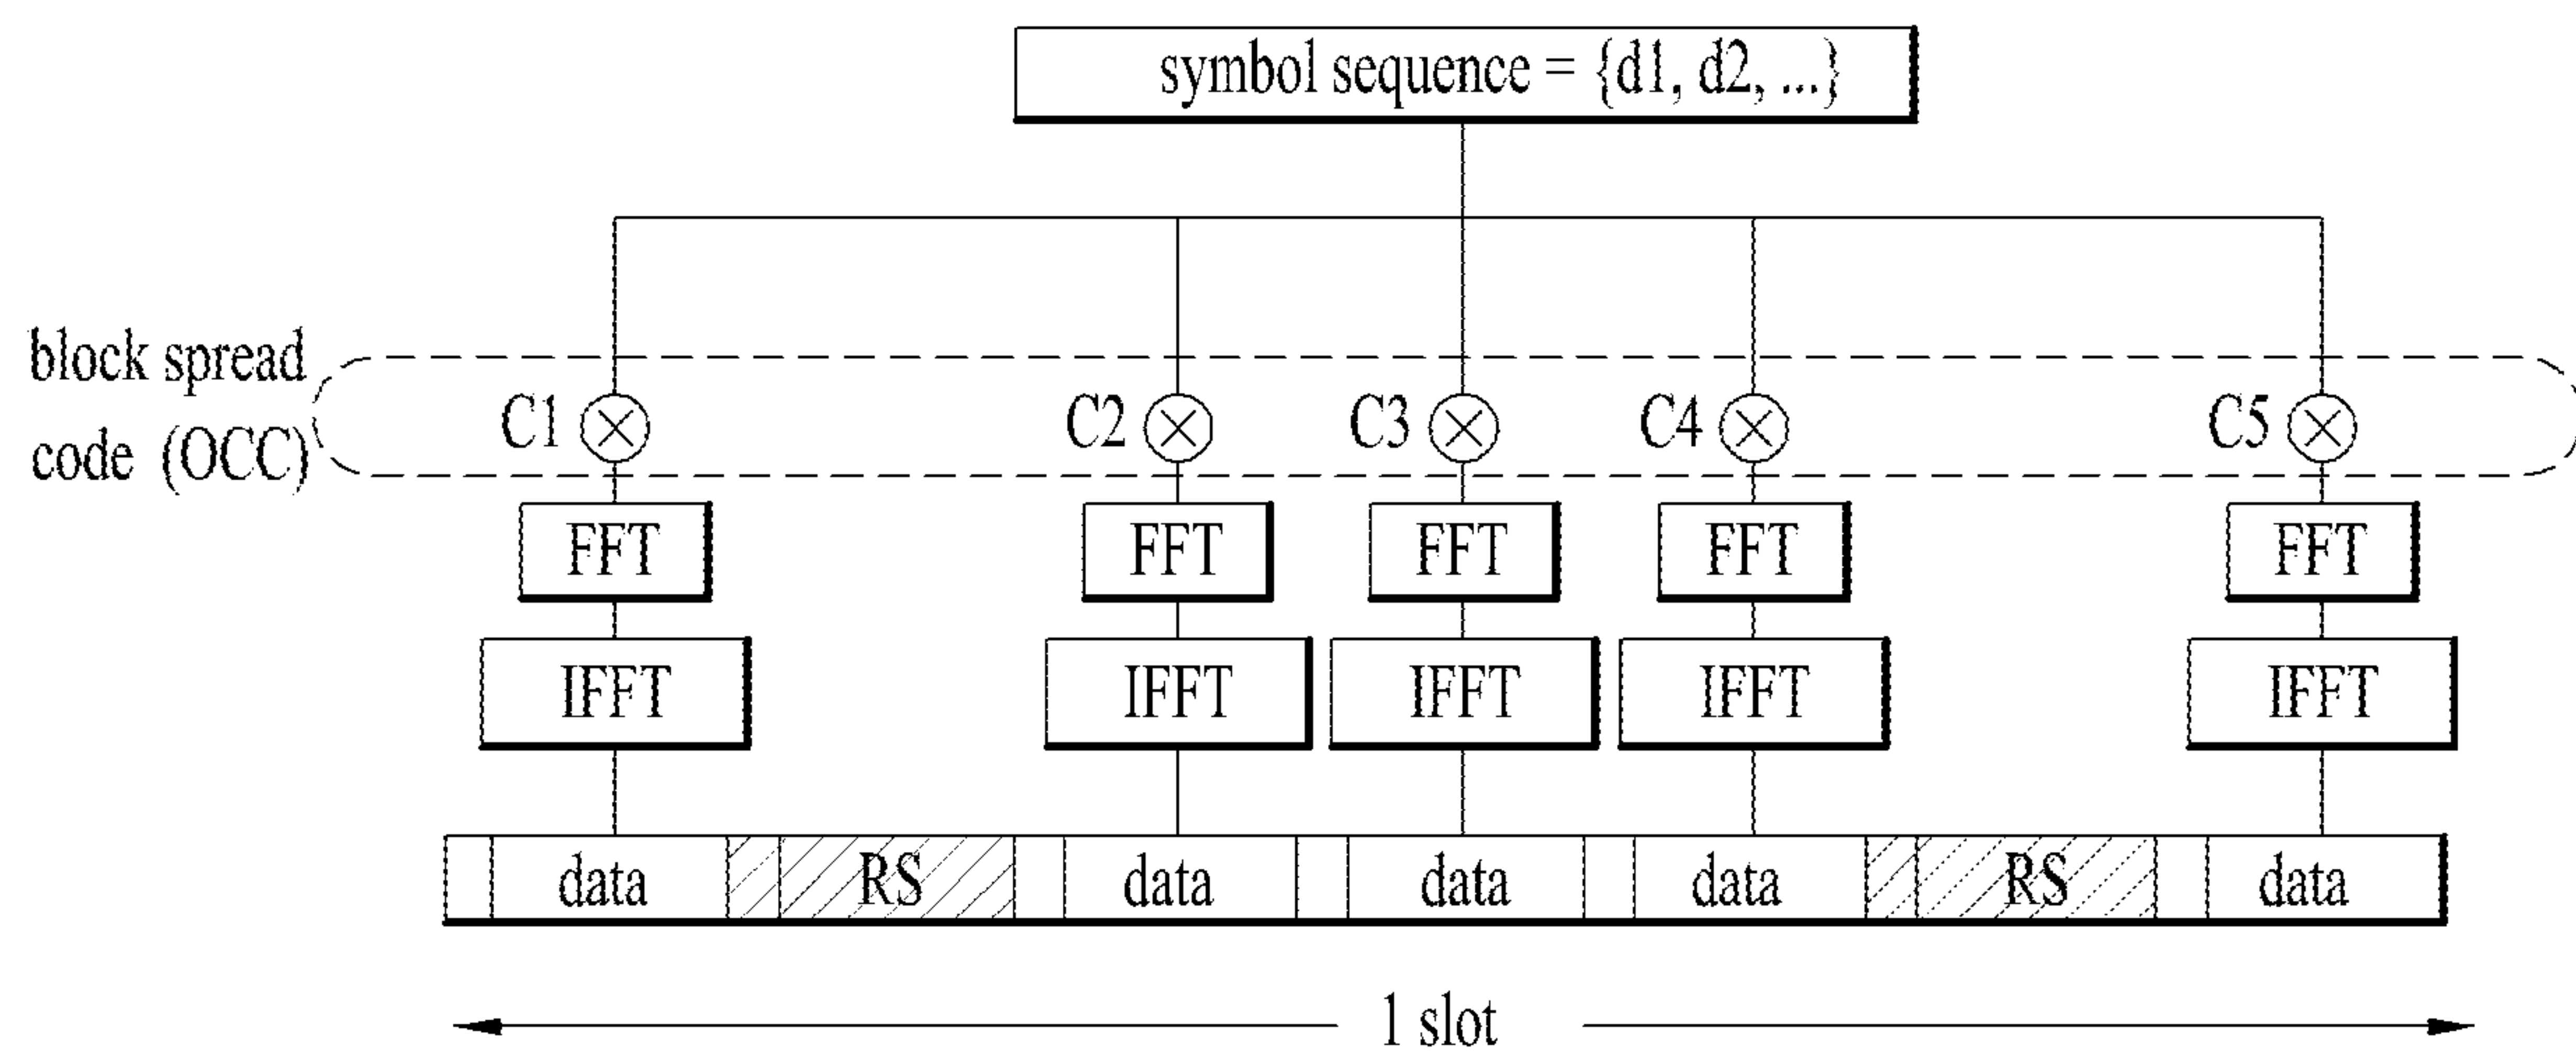 symbol sequence = {d1, d2, ...}
block spread
code (OCC)
C1 C2 C3 C4 C5
FFT FFT FFT FFT FFT
IFFT IFFT IFFT IFFT IFFT
data RS data data data RS data
1 slot